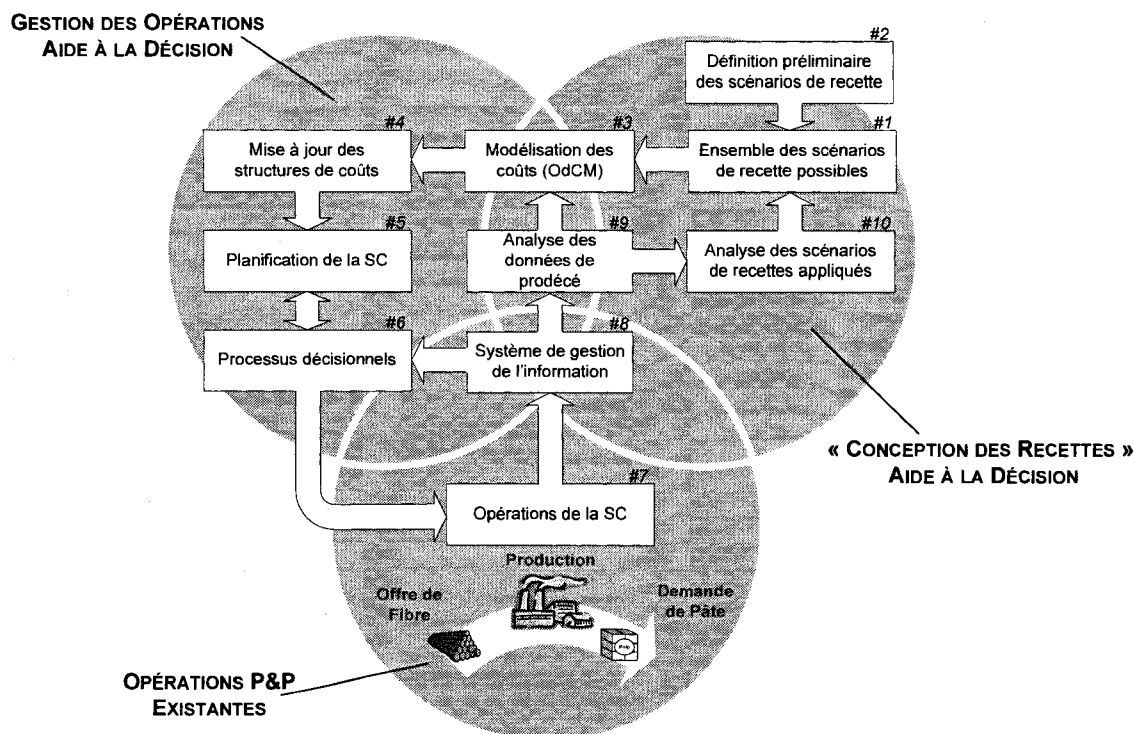 GESTION DES OPÉRATIONS
AIDE À LA DÉCISION
#2
Définition préliminaire
des scénarios de recette
#4
Mise à jour des
structures de coûts
#3
Modélisation des
coûts (OdCM)
#1
Ensemble des scénarios
de recette possibles
#5
Planification de la SC
#9
Analyse des
données de
prodécé
#10
Analyse des scénarios
de recettes appliqués
#6
Processus décisionnels
#8
Système de gestion
de l'information
« CONCEPTION DES RECETTES »
AIDE À LA DÉCISION
#7
Opérations de la SC
Production
Offre de
Fibre
Demande
de Pâte
Pulp
OPÉRATIONS P&P
EXISTANTES